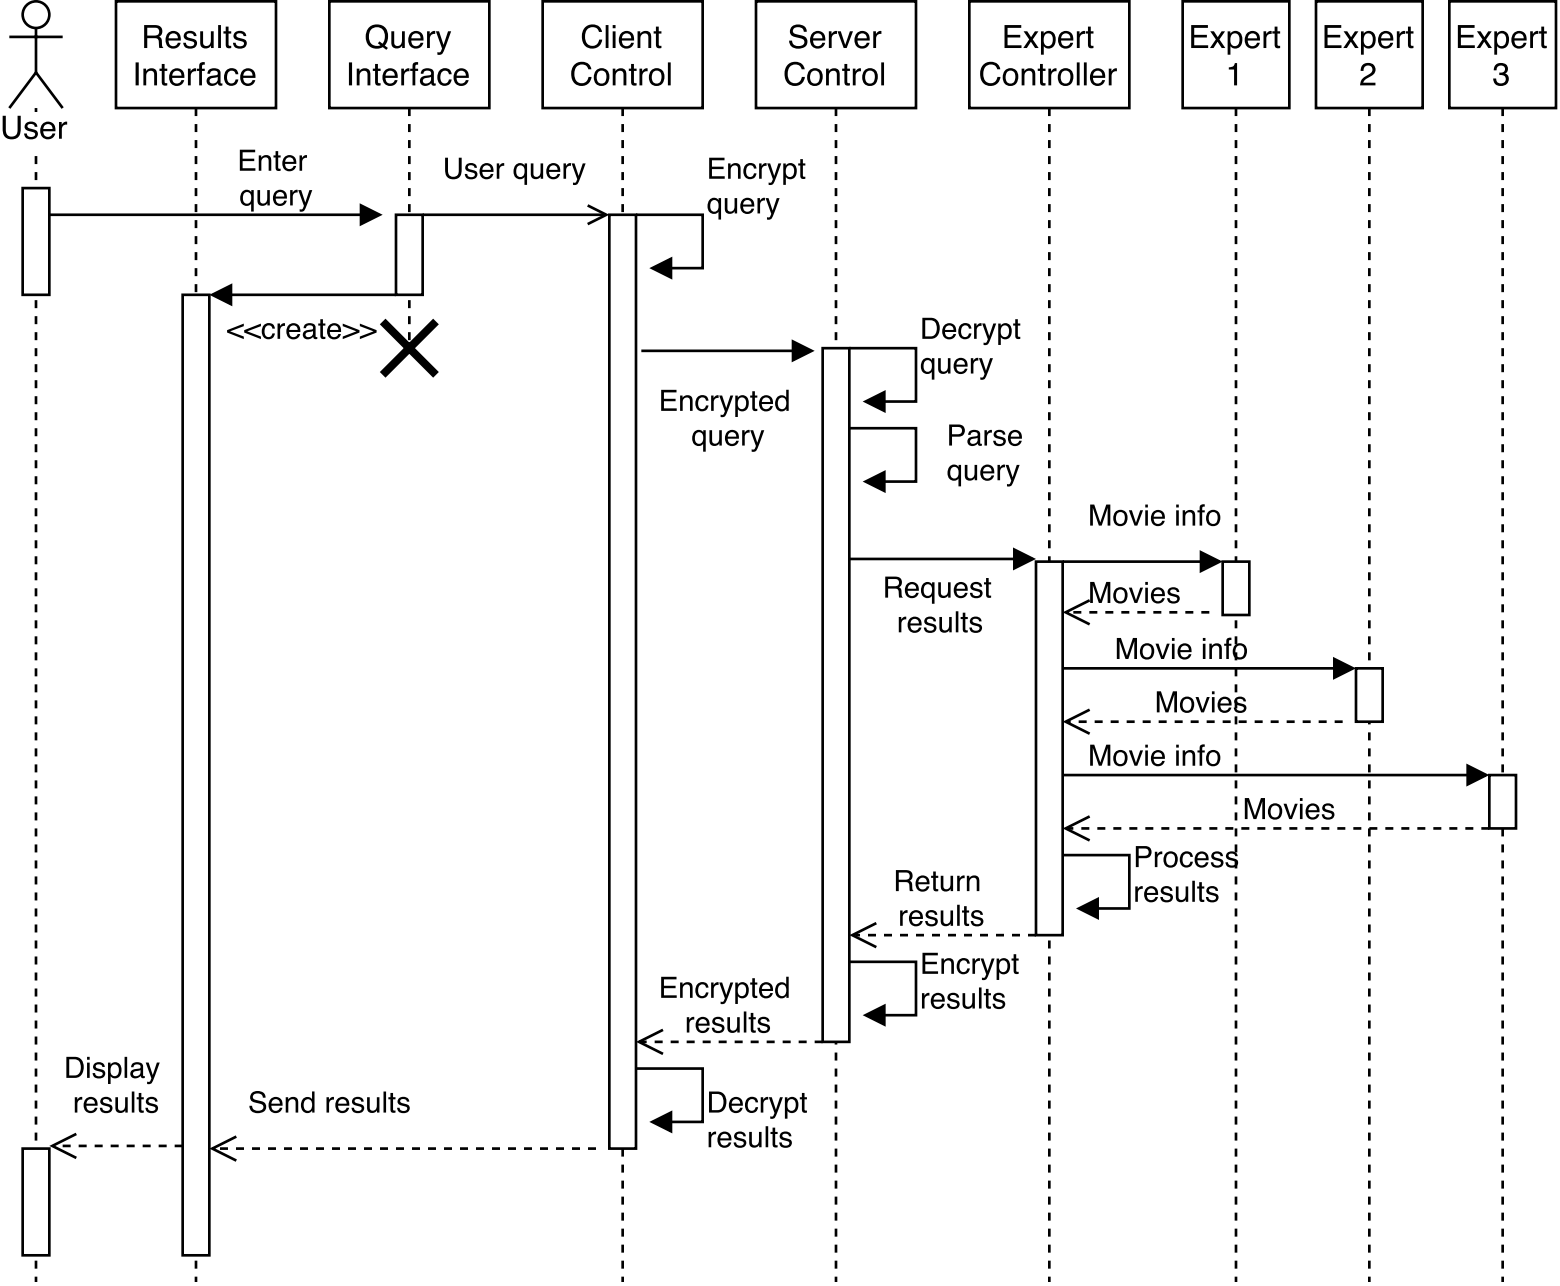 Results
Interface
Query
Interface
Client
Control
Server
Control
Expert
Controller
Expert
1
Expert
2
Expert
3
User
Enter
query
User query
Encrypt
query
<<create>>
Decrypt
query
Encrypted
query
Parse
query
Movie info
Request
results
Movies
Movie info
Movies
Movie info
Movies
Process
results
Return
results
Encrypt
results
Encrypted
results
Display
results
Send results
Decrypt
results